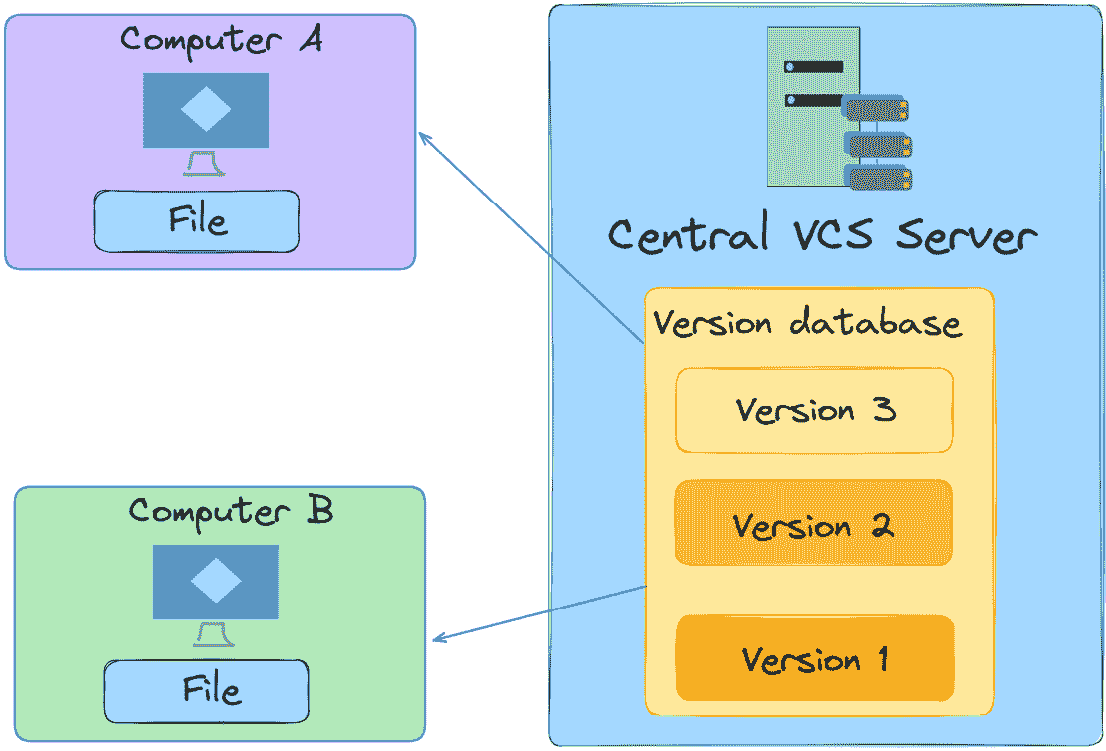 Computer A
File
Central VCS Server
Version database
Version 3
Version 2
Version 1
Computer B
File